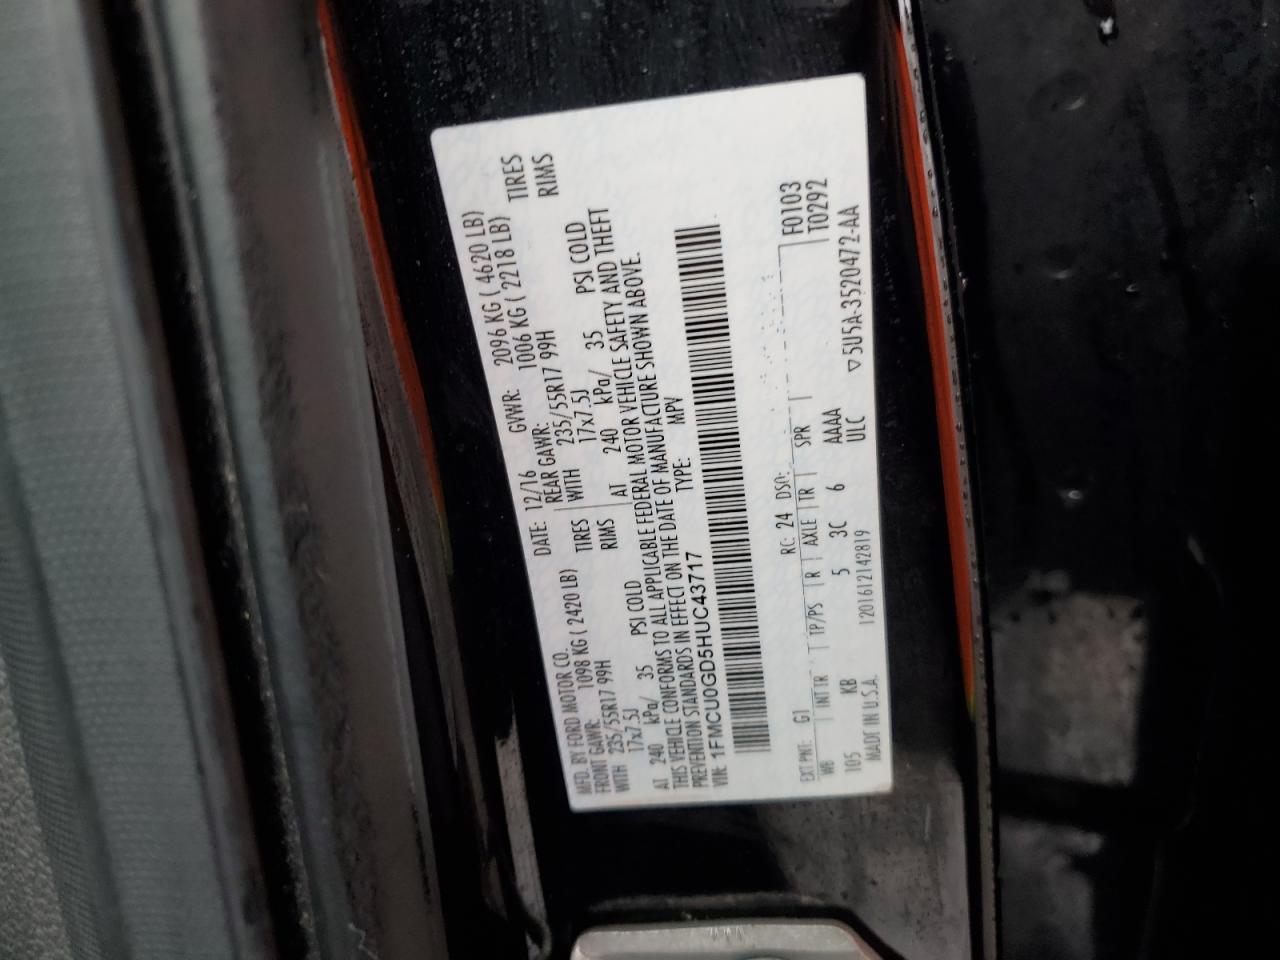 MFD. BY FORD MOTOR CO. DATE: 12/16 GVWR: 2096 KG ( 4620 LB)
FRONT GAWR: 1098 KG ( 2420 LB) REAR GAWR: 1006 KG ( 2218 LB)
WITH 235/55R17 99H TIRES WITH 235/55R17 99H TIRES
17x7.5J RIMS 17x7.5J RIMS
AT 240 kPa/ 35 PSI COLD AT 240 kPa/ 35 PSI COLD
THIS VEHICLE CONFORMS TO ALL APPLICABLE FEDERAL MOTOR VEHICLE SAFETY AND THEFT
PREVENTION STANDARDS IN EFFECT ON THE DATE OF MANUFACTURE SHOWN ABOVE.
VIN: 1FMCU0GD5HUC43717 TYPE: MPV
EXT PNT: G1 RC: 24 DSO: F0103
WB INT TR TP/PS R AXLE TR SPR T0292
105 KB 5 3C 6 AAAA
ULC ▽5U5A-3520472-AA
MADE IN U.S.A. 1201612142819